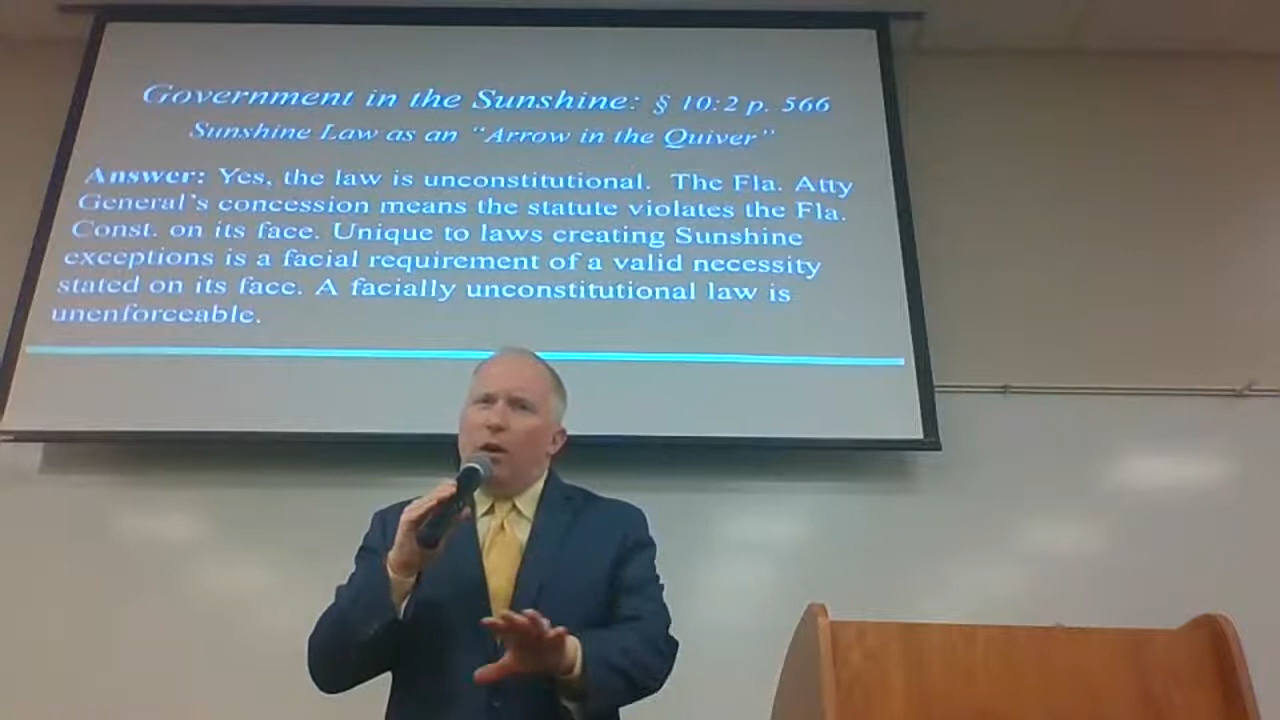 Government in the Sunshine: § 10:2 p. 566
Sunshine Law as an “Arrow in the Quiver”
Answer: Yes, the law is unconstitutional. The Fla. Atty
General’s concession means the statute violates the Fla.
Const. on its face. Unique to laws creating Sunshine
exceptions is a facial requirement of a valid necessity
stated on its face. A facially unconstitutional law is
unenforceable.